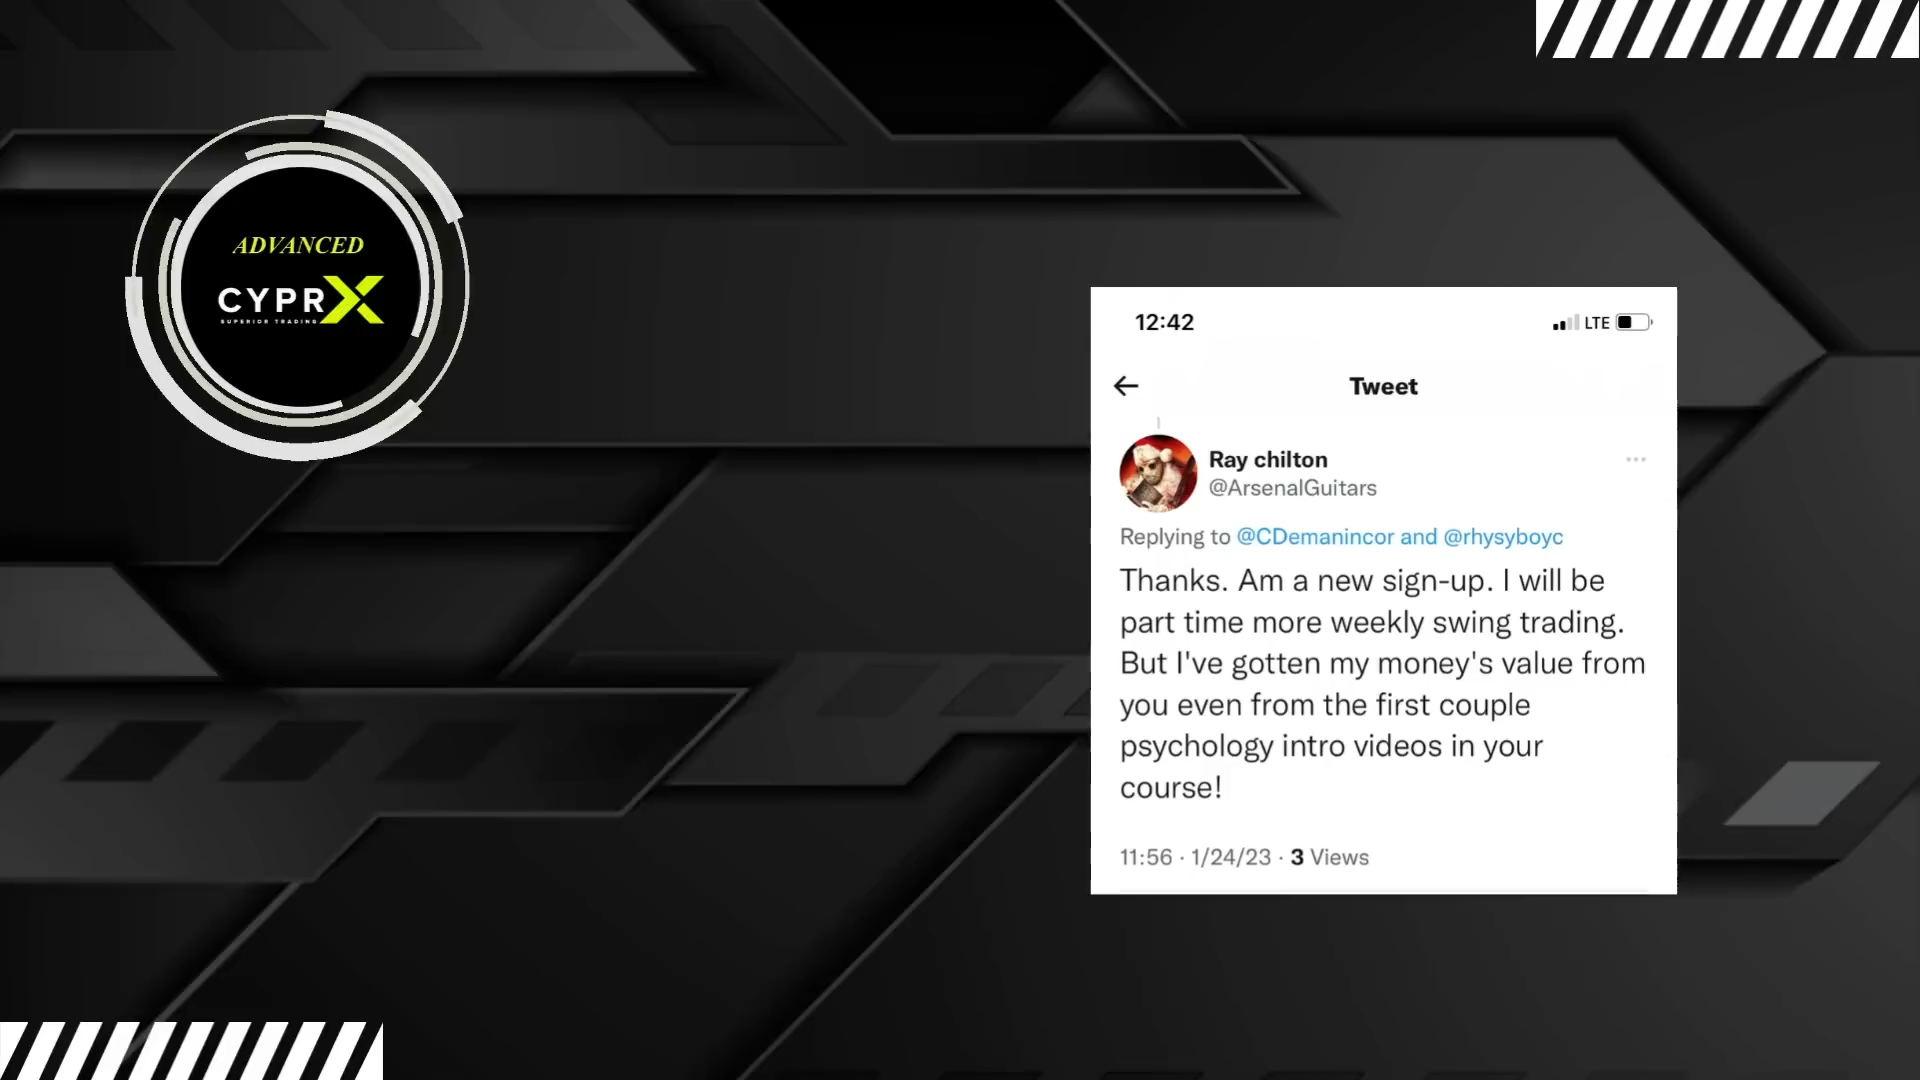 ADVANCED
CYPRX
SUPERIOR TRADING
12:42
LTE
Tweet
Ray chilton
@ArsenalGuitars
Replying to @CDemanincor and @rhysyboyc
Thanks. Am a new sign-up. I will be
part time more weekly swing trading.
But I've gotten my money's value from
you even from the first couple
psychology intro videos in your
course!
11:56 · 1/24/23 · 3 Views